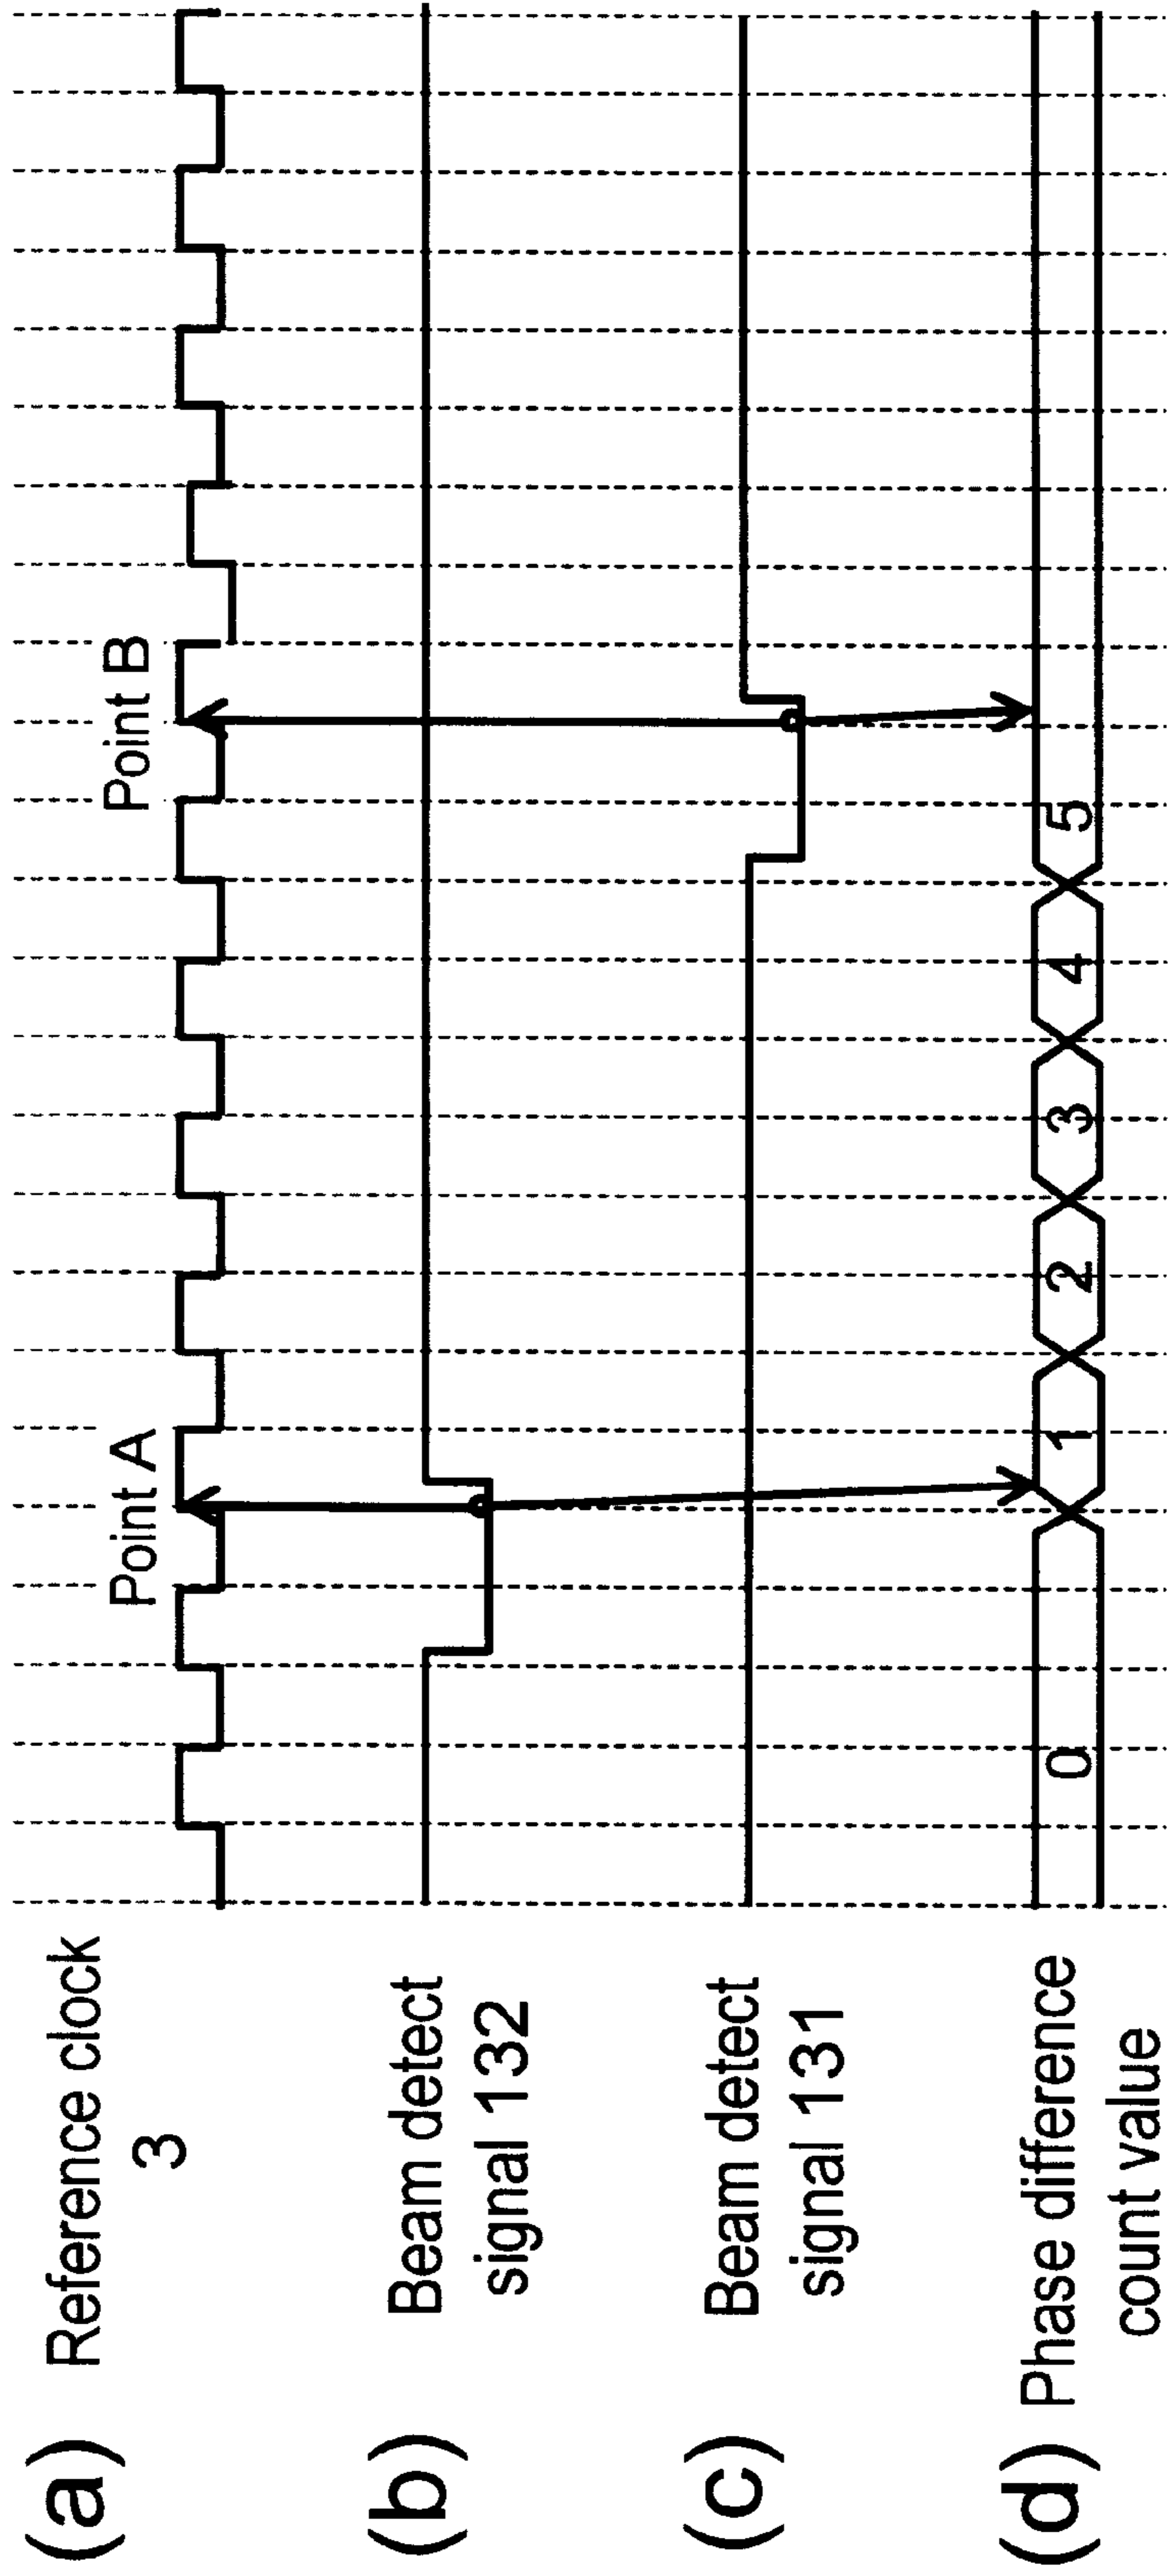 Point A
Point B
(a) Reference clock
3
(b) Beam detect
signal 132
(c) Beam detect
signal 131
(d) Phase difference
count value
0 1 2 3 4 5